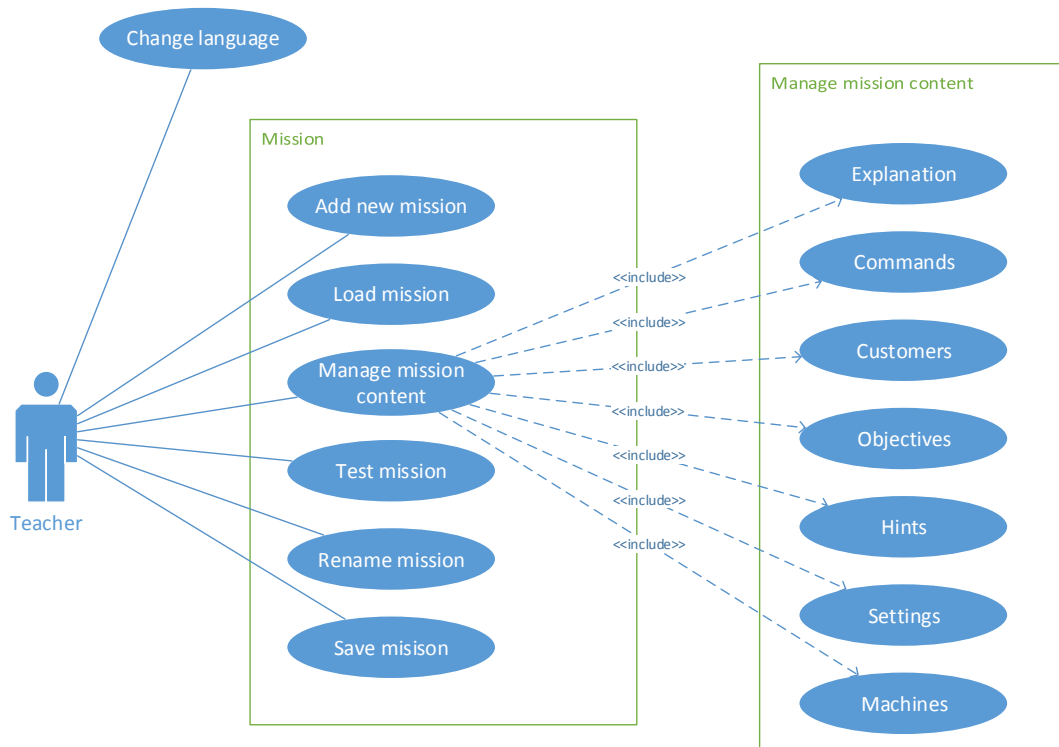 Change language
Mission
Add new mission
Load mission
Manage mission
content
Test mission
Rename mission
Save misison
Teacher
<<include>>
<<include>>
<<include>>
<<include>>
<<include>>
<<include>>
<<include>>
Manage mission content
Explanation
Commands
Customers
Objectives
Hints
Settings
Machines